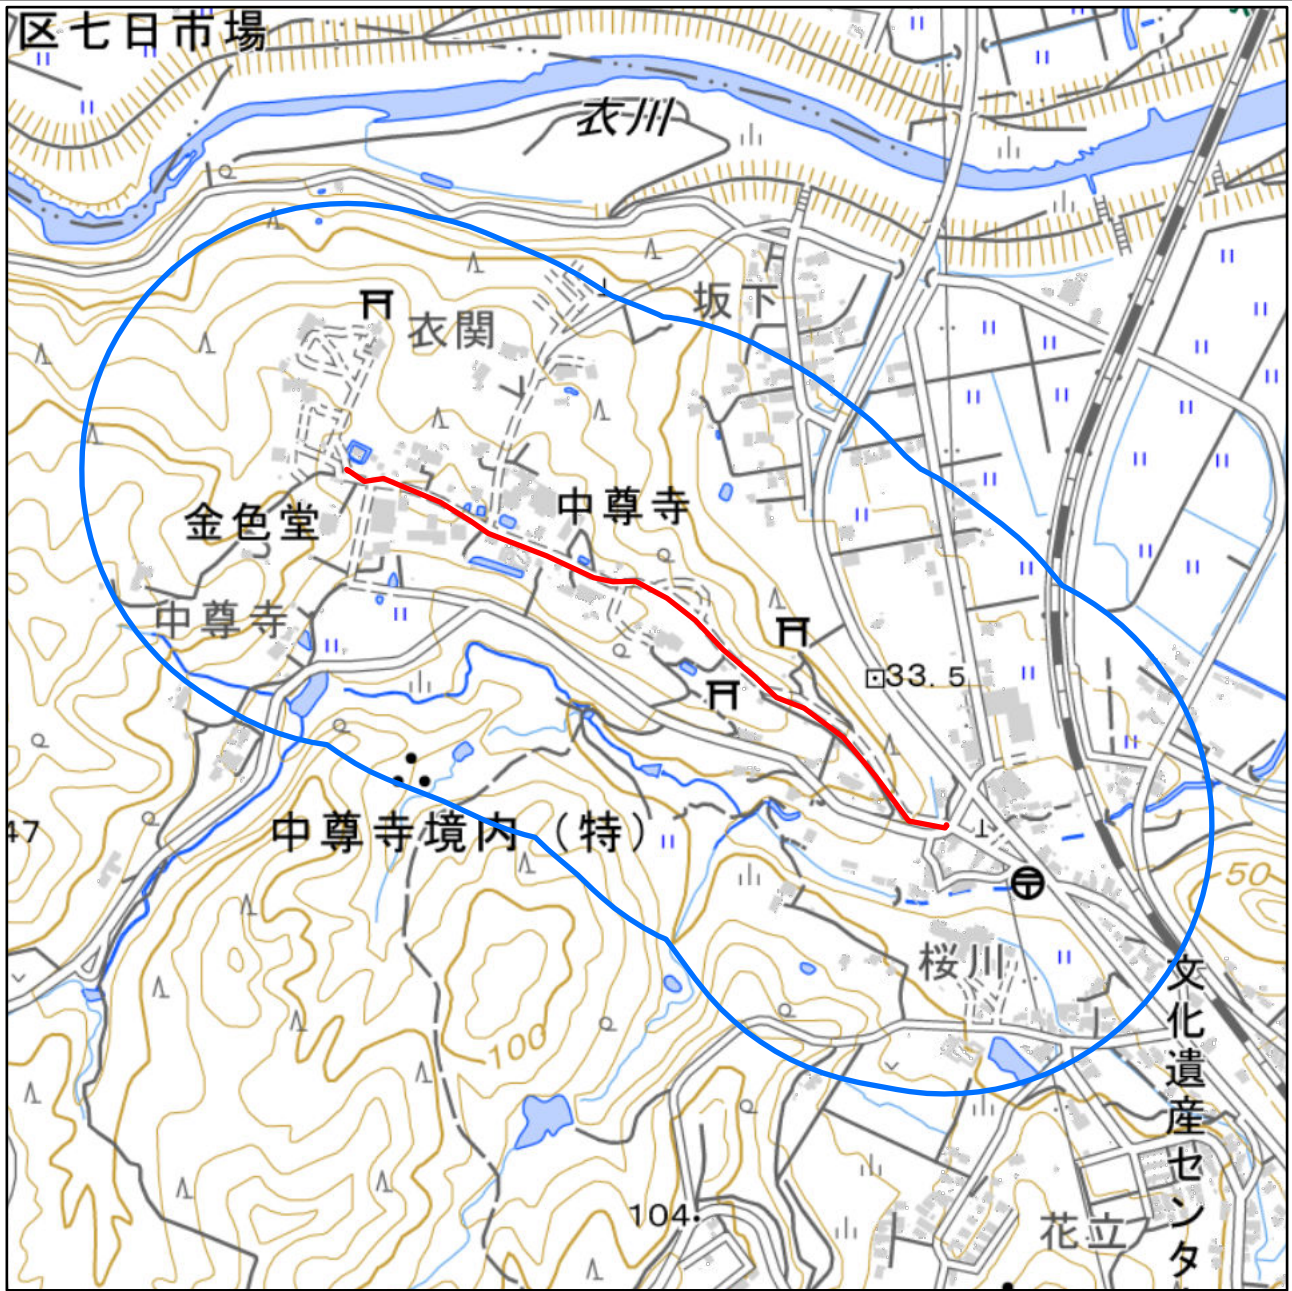 区七日市場
衣川
坂下
衣関
中尊寺
金色堂
中尊寺
33.5
中尊寺境内(特)
47
50
桜川
文化遺産センタ
100
104
花立